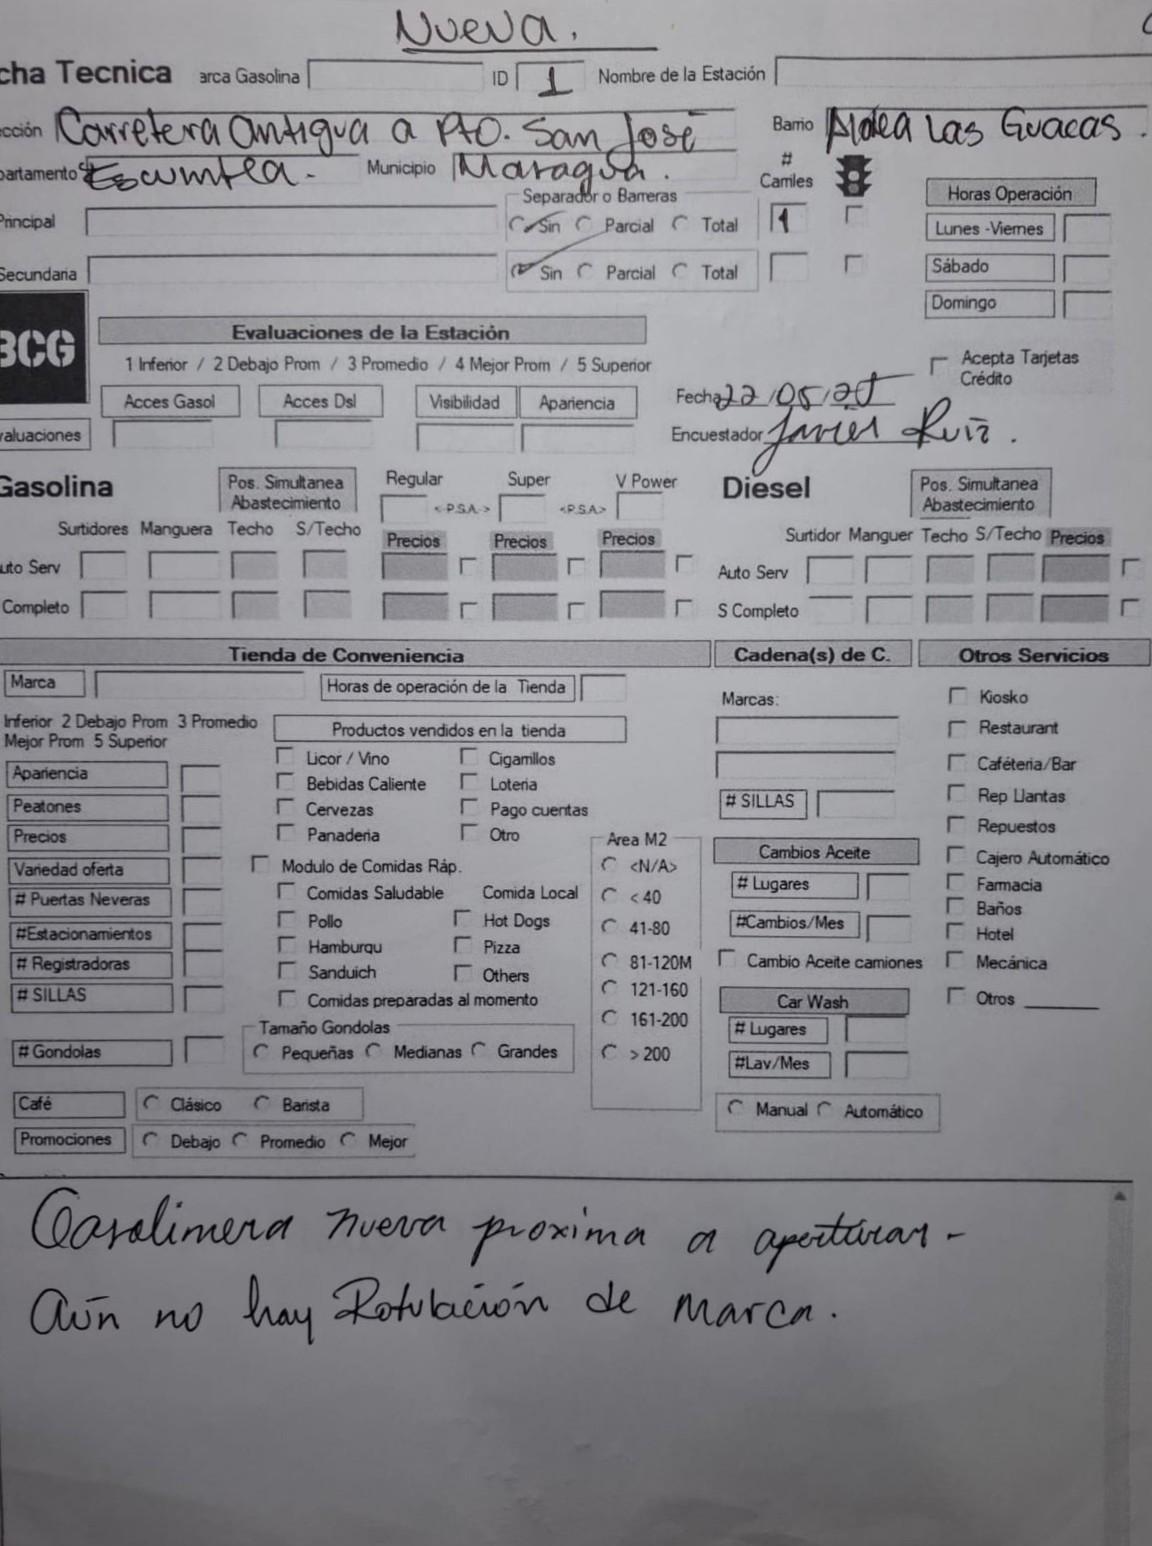 Nueva.
cha Tecnica arca Gasolina ID 1 Nombre de la Estación
cción Carretera Antigua a Pto. San José Barrio Aldea Las Guacas.
partamento Escuintla. Municipio Masagua. # Carriles
Separador o Barreras Horas Operación
Principal Sin Parcial Total 1 Lunes -Viernes
Secundaria Sin Parcial Total Sábado
Domingo
BCG
Evaluaciones de la Estación
1 Inferior / 2 Debajo Prom / 3 Promedio / 4 Mejor Prom / 5 Superior Acepta Tarjetas Crédito
Acces Gasol Acces Dsl Visibilidad Apariencia Fecha 22/05/25
valuaciones Encuestador Javier Ruiz.
Gasolina Pos. Simultanea Abastecimiento Regular <-P.S.A.-> Super <P.S.A> V Power Diesel Pos. Simultanea Abastecimiento
Surtidores Manguera Techo S/Techo Precios Precios Precios Surtidor Manguer Techo S/Techo Precios
uto Serv Auto Serv
Completo S Completo
Tienda de Conveniencia Cadena(s) de C. Otros Servicios
Marca Horas de operación de la Tienda Marcas: Kiosko
Inferior 2 Debajo Prom 3 Promedio Productos vendidos en la tienda Restaurant
Mejor Prom 5 Superior
Licor / Vino Cigarrillos Caféteria/Bar
Apariencia Bebidas Caliente Loteria
Peatones Cervezas Pago cuentas # SILLAS Rep Llantas
Precios Panaderia Otro Area M2 Repuestos
Variedad oferta Modulo de Comidas Ráp. <N/A> Cambios Aceite Cajero Automático
# Puertas Neveras Comidas Saludable Comida Local < 40 # Lugares Farmacia
#Estacionamientos Pollo Hot Dogs 41-80 #Cambios/Mes Baños
Hotel
# Registradoras Hamburqu Pizza 81-120M Cambio Aceite camiones Mecánica
# SILLAS Sanduich Others 121-160 Car Wash Otros
Comidas preparadas al momento 161-200 # Lugares
Tamaño Gondolas
# Gondolas Pequeñas Medianas Grandes > 200 #Lav/Mes
Café Clásico Barista Manual Automático
Promociones Debajo Promedio Mejor
Gasolinera nueva proxima a aperturar-
Aún no hay Rotulación de marca.